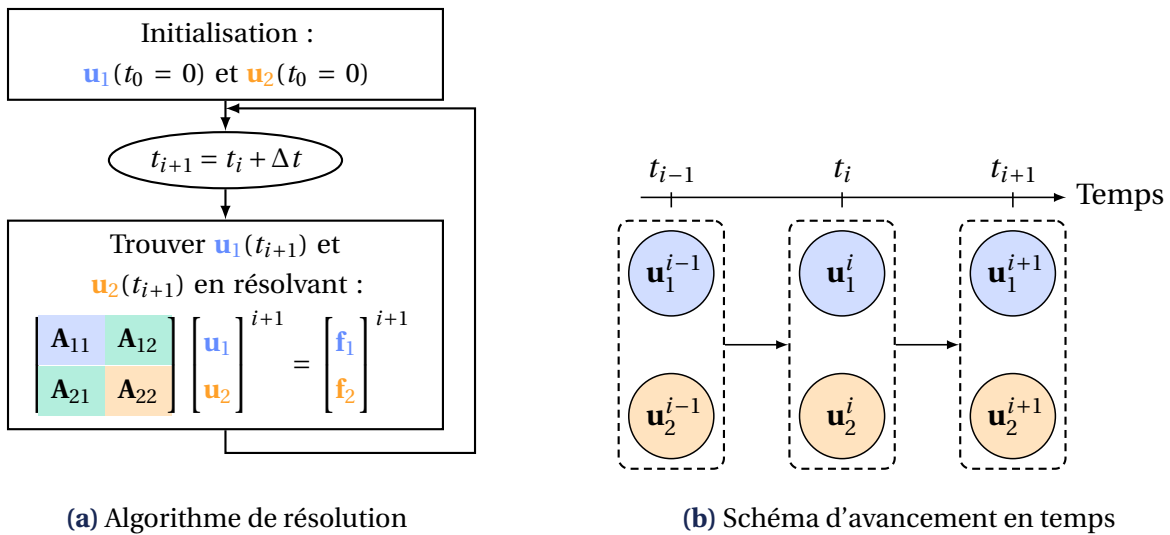 Initialisation :
u₁(t₀ = 0) et u₂(t₀ = 0)
tᵢ₊₁ = tᵢ + Δt
Trouver u₁(tᵢ₊₁) et
u₂(tᵢ₊₁) en résolvant :
[A₁₁ A₁₂] [u₁]ⁱ⁺¹ = [f₁]ⁱ⁺¹
[A₂₁ A₂₂] [u₂] [f₂]
(a) Algorithme de résolution
tᵢ₋₁ tᵢ tᵢ₊₁
Temps
u₁ⁱ⁻¹ u₁ⁱ u₁ⁱ⁺¹
u₂ⁱ⁻¹ u₂ⁱ u₂ⁱ⁺¹
(b) Schéma d'avancement en temps